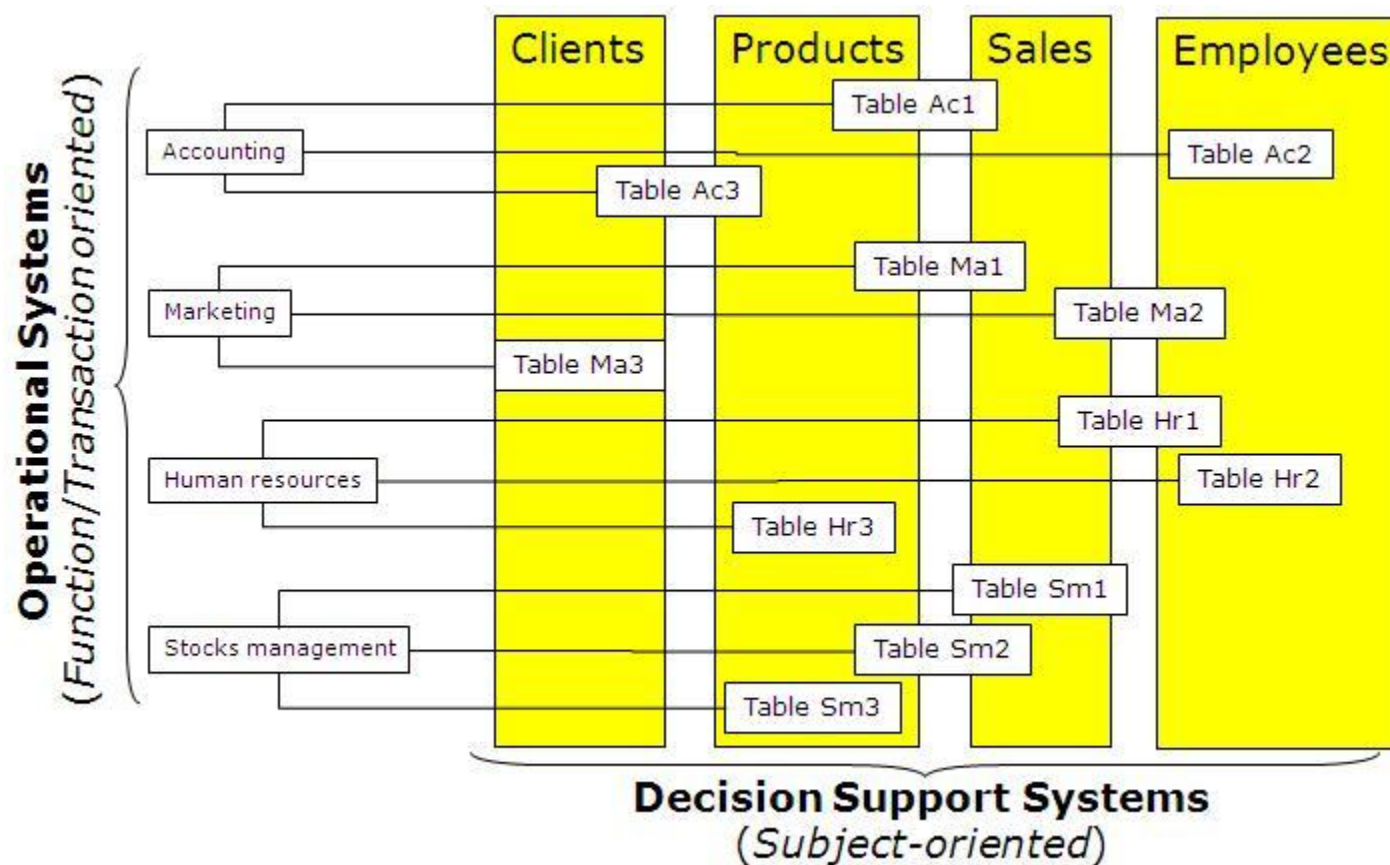 Clients
Products
Sales
Employees
Operational Systems
(Function/Transaction oriented)
Accounting
Table Ac1
Table Ac2
Table Ac3
Marketing
Table Ma1
Table Ma2
Table Ma3
Human resources
Table Hr1
Table Hr2
Table Hr3
Stocks management
Table Sm1
Table Sm2
Table Sm3
Decision Support Systems
(Subject-oriented)